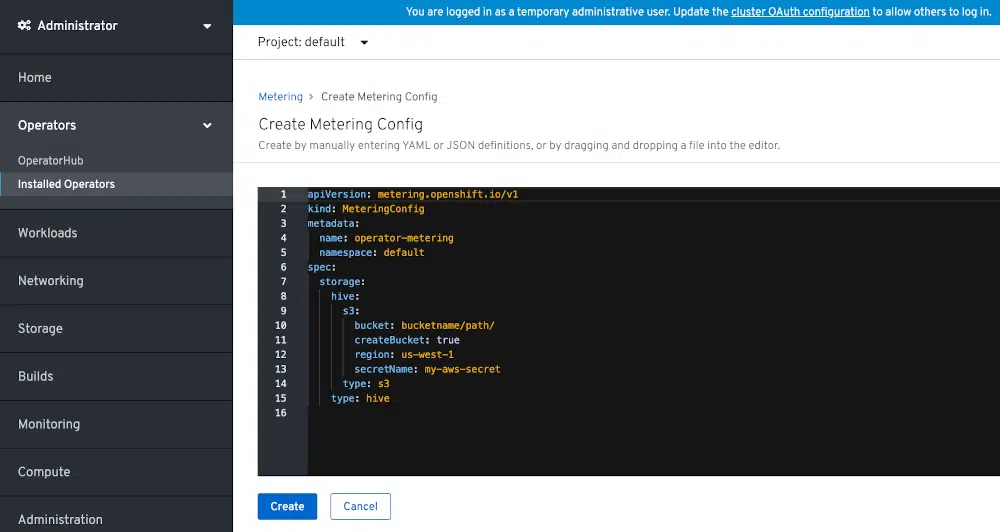 You are logged in as a temporary administrative user. Update the cluster OAuth configuration to allow others to log in.
Administrator
Home
Operators
OperatorHub
Installed Operators
Workloads
Networking
Storage
Builds
Monitoring
Compute
Administration
Project: default
Metering > Create Metering Config
Create Metering Config
Create by manually entering YAML or JSON definitions, or by dragging and dropping a file into the editor.
1 apiVersion: metering.openshift.io/v1
2 kind: MeteringConfig
3 metadata:
4   name: operator-metering
5   namespace: default
6 spec:
7   storage:
8     hive:
9       s3:
10         bucket: bucketname/path/
11         createBucket: true
12         region: us-west-1
13         secretName: my-aws-secret
14       type: s3
15     type: hive
16
Create Cancel